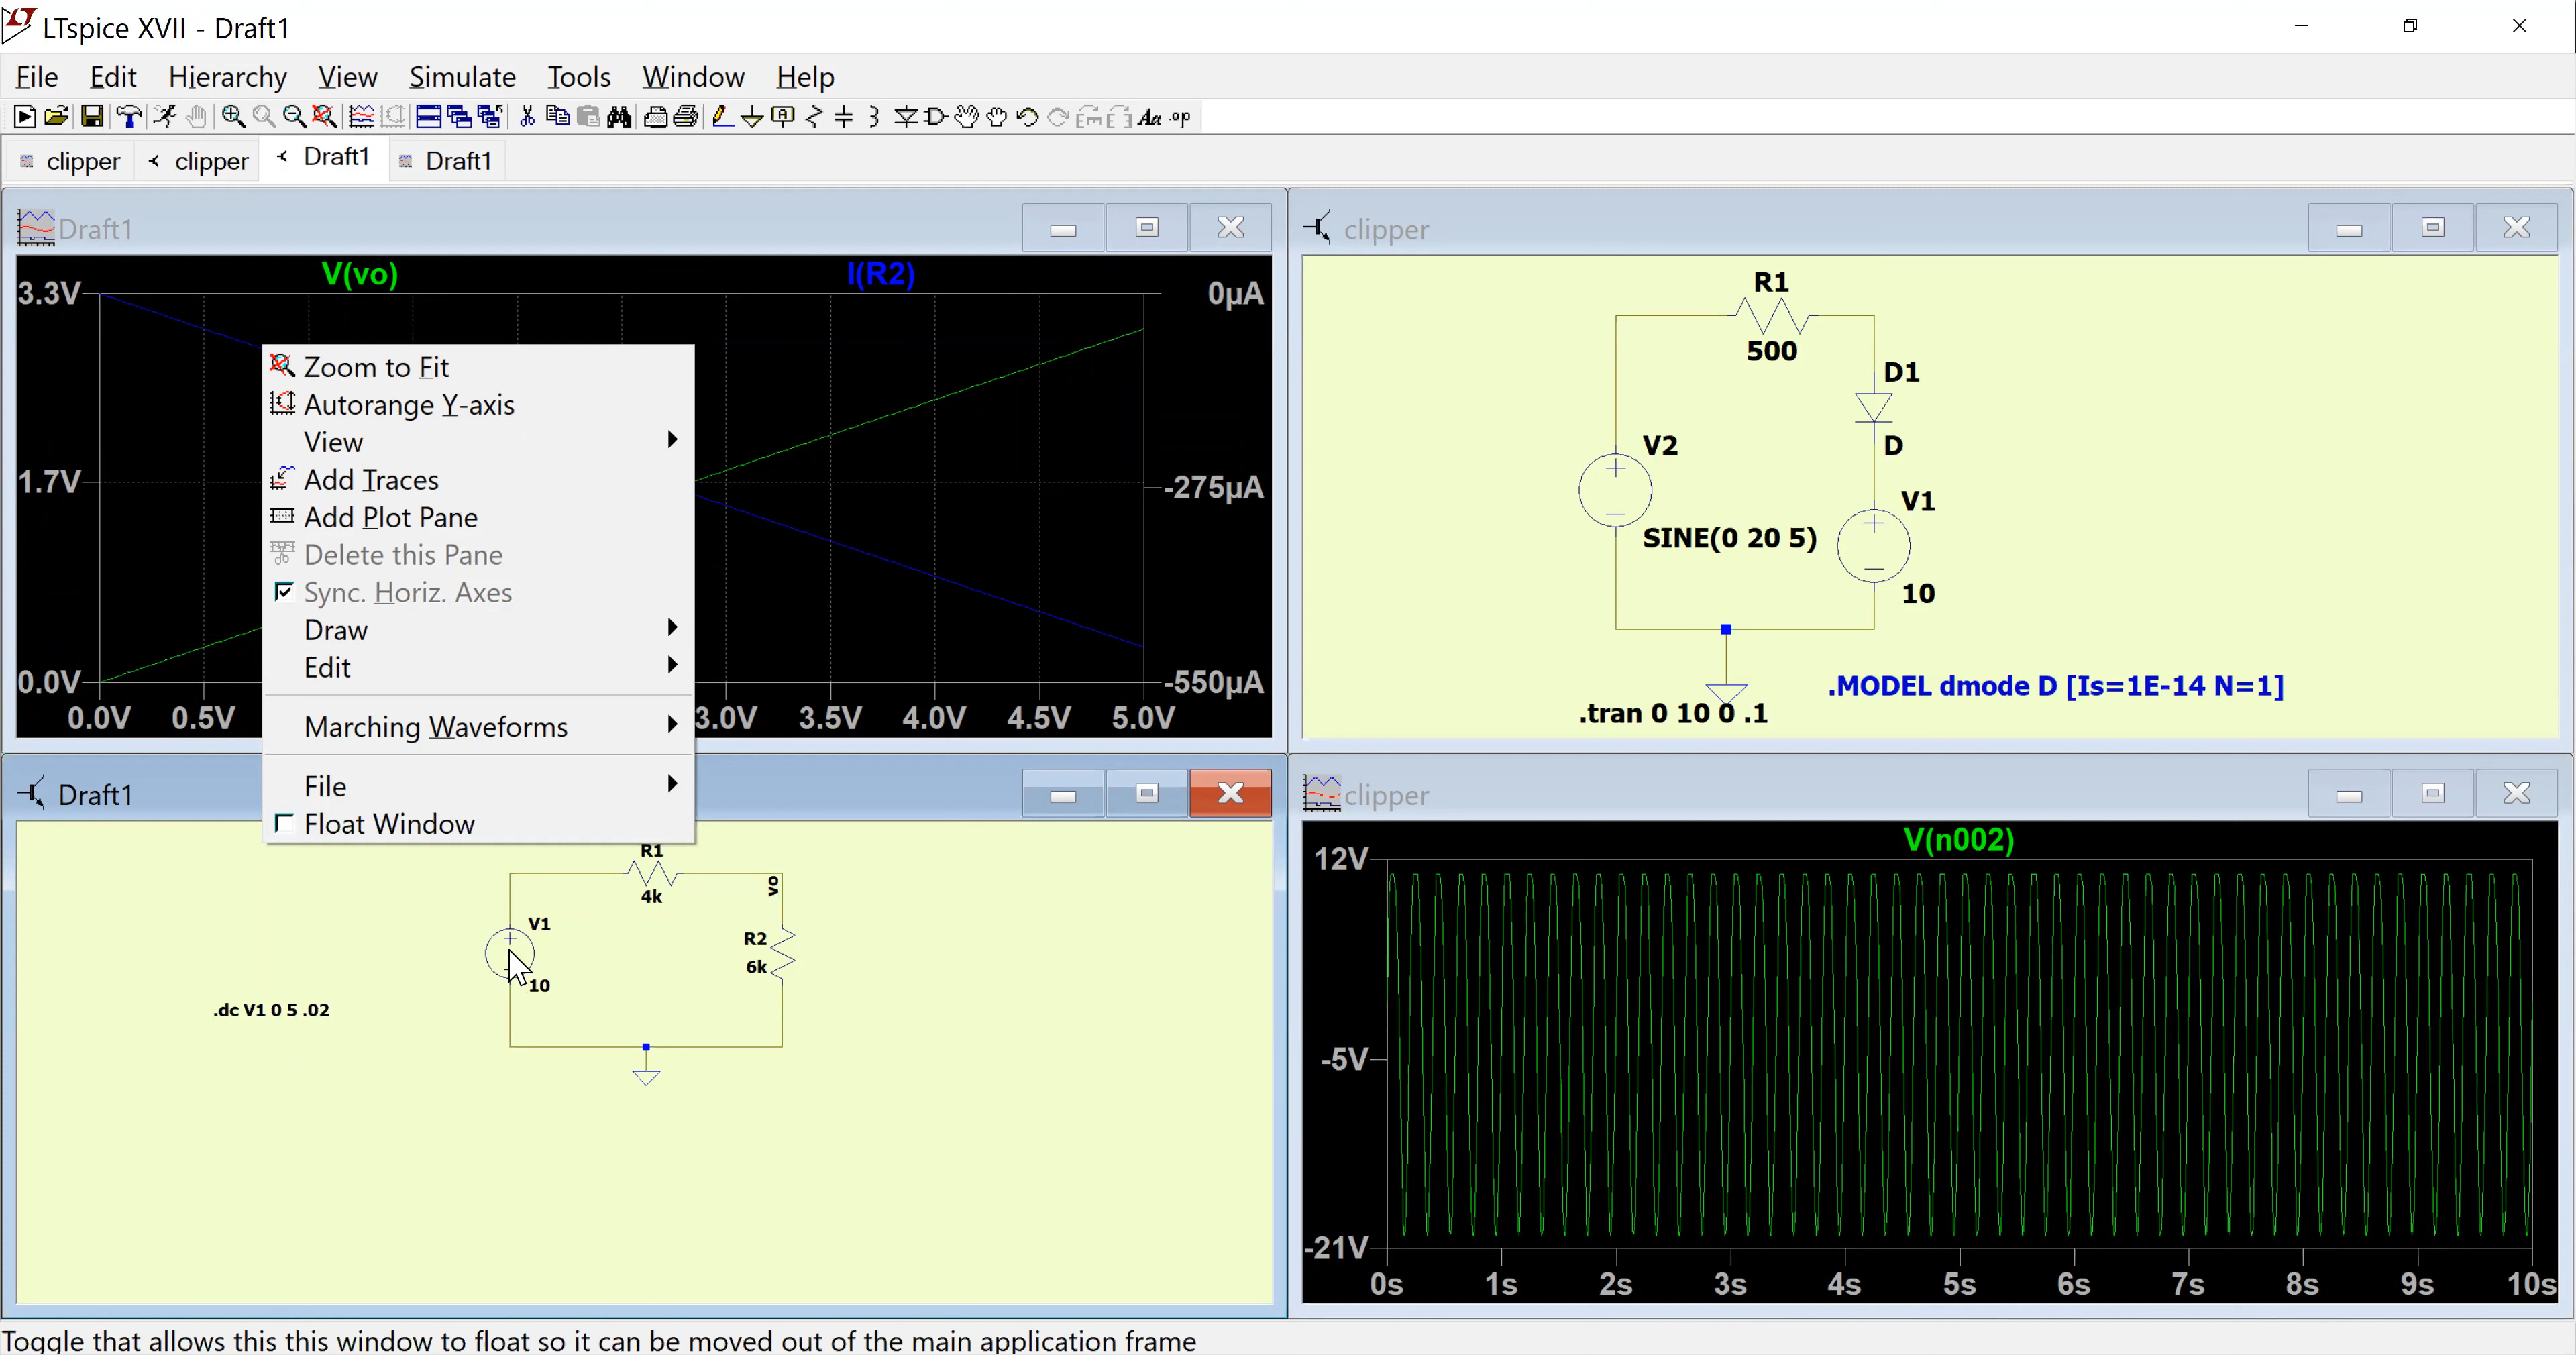 LTspice XVII - Draft1
File Edit Hierarchy View Simulate Tools Window Help
Aa .op
clipper clipper Draft1 Draft1
Draft1
V(vo) I(R2)
3.3V
1.7V
0.0V
0µA
-275µA
-550µA
0.0V 0.5V 3.0V 3.5V 4.0V 4.5V 5.0V
Zoom to Fit
Autorange Y-axis
View
Add Traces
Add Plot Pane
Delete this Pane
Sync. Horiz. Axes
Draw
Edit
Marching Waveforms
File
Float Window
clipper
R1
500
D1
D
V2
SINE(0 20 5)
V1
10
.MODEL dmode D [Is=1E-14 N=1]
.tran 0 10 0 .1
Draft1
R1
4k
vo
V1
10
R2
6k
.dc V1 0 5 .02
clipper
V(n002)
12V
-5V
-21V
0s 1s 2s 3s 4s 5s 6s 7s 8s 9s 10s
Toggle that allows this this window to float so it can be moved out of the main application frame